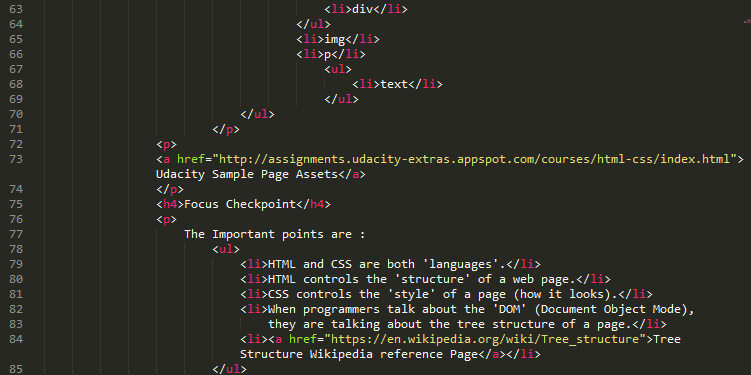 63 <li>div</li>
64 </ul>
65 <li>img</li>
66 <li>p</li>
67 <ul>
68 <li>text</li>
69 </ul>
70 </ul>
71 </p>
72 <p>
73 <a href="http://assignments.udacity-extras.appspot.com/courses/html-css/index.html">
Udacity Sample Page Assets</a>
74 </p>
75 <h4>Focus Checkpoint</h4>
76 <p>
77 The Important points are :
78 <ul>
79 <li>HTML and CSS are both 'languages'.</li>
80 <li>HTML controls the 'structure' of a web page.</li>
81 <li>CSS controls the 'style' of a page (how it looks).</li>
82 <li>When programmers talk about the 'DOM' (Document Object Mode),
83 they are talking about the tree structure of a page.</li>
84 <li><a href="https://en.wikipedia.org/wiki/Tree_structure">Tree
Structure Wikipedia reference Page</a></li>
85 </ul>